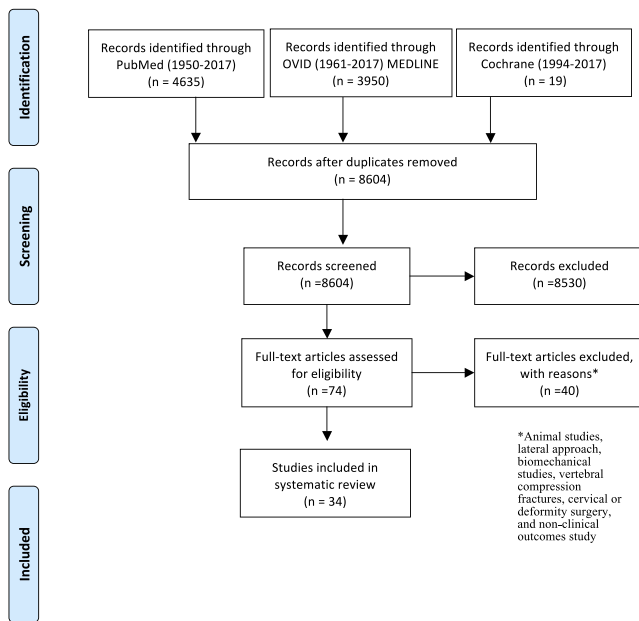 Identification
Records identified through
PubMed (1950-2017)
(n = 4635)
Records identified through
OVID (1961-2017) MEDLINE
(n = 3950)
Records identified through
Cochrane (1994-2017)
(n = 19)
Records after duplicates removed
(n = 8604)
Screening
Records screened
(n =8604)
Records excluded
(n =8530)
Eligibility
Full-text articles assessed
for eligibility
(n =74)
Full-text articles excluded,
with reasons*
(n =40)
*Animal studies,
lateral approach,
biomechanical
studies, vertebral
compression
fractures, cervical or
deformity surgery,
and non-clinical
outcomes study
Studies included in
systematic review
(n = 34)
Included